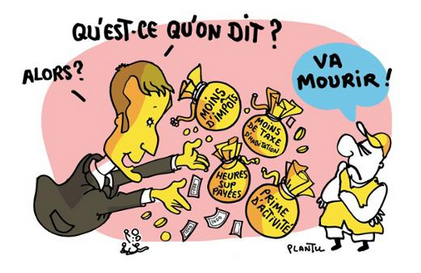 QU'EST-CE QU'ON DIT ?
ALORS ?
VA
MOURIR !
MOINS
D'IMPÔTS
MOINS
DE TAXE
D'HABITATION
HEURES
SUP
PAYÉES
PRIME
D'ACTIVITÉ
PLANTU